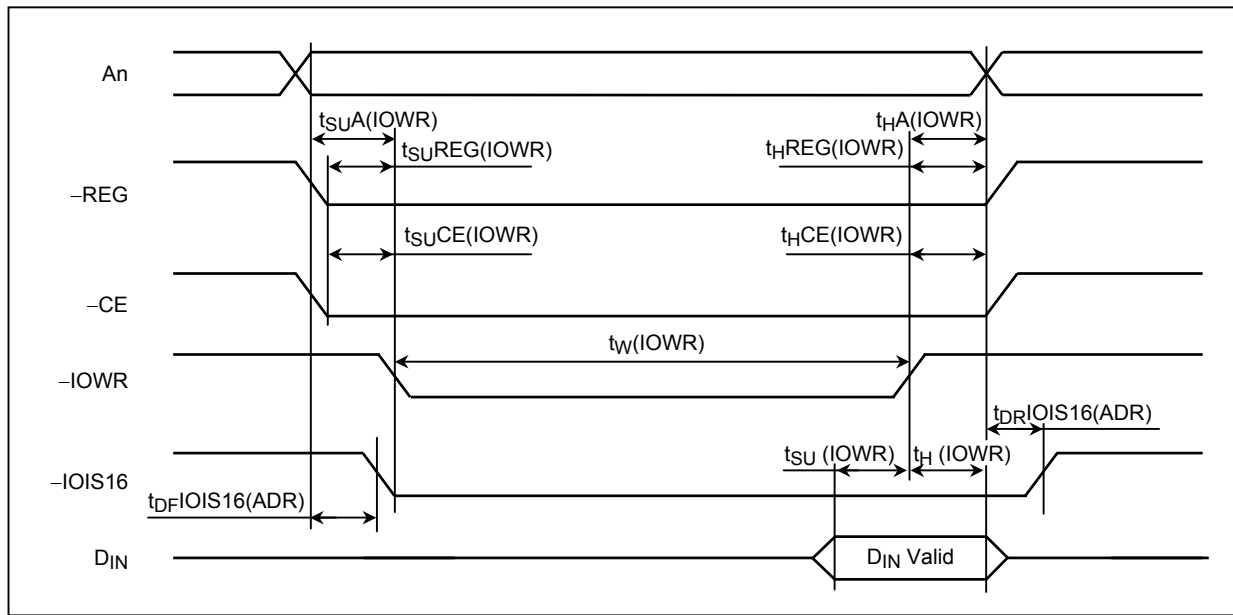 An
tSUA(IOWR)
tHA(IOWR)
tSUREG(IOWR)
tHREG(IOWR)
–REG
tSUCE(IOWR)
tHCE(IOWR)
–CE
tW(IOWR)
–IOWR
tDRIOIS16(ADR)
tSU (IOWR)
tH (IOWR)
–IOIS16
tDFIOIS16(ADR)
DIN
DIN Valid